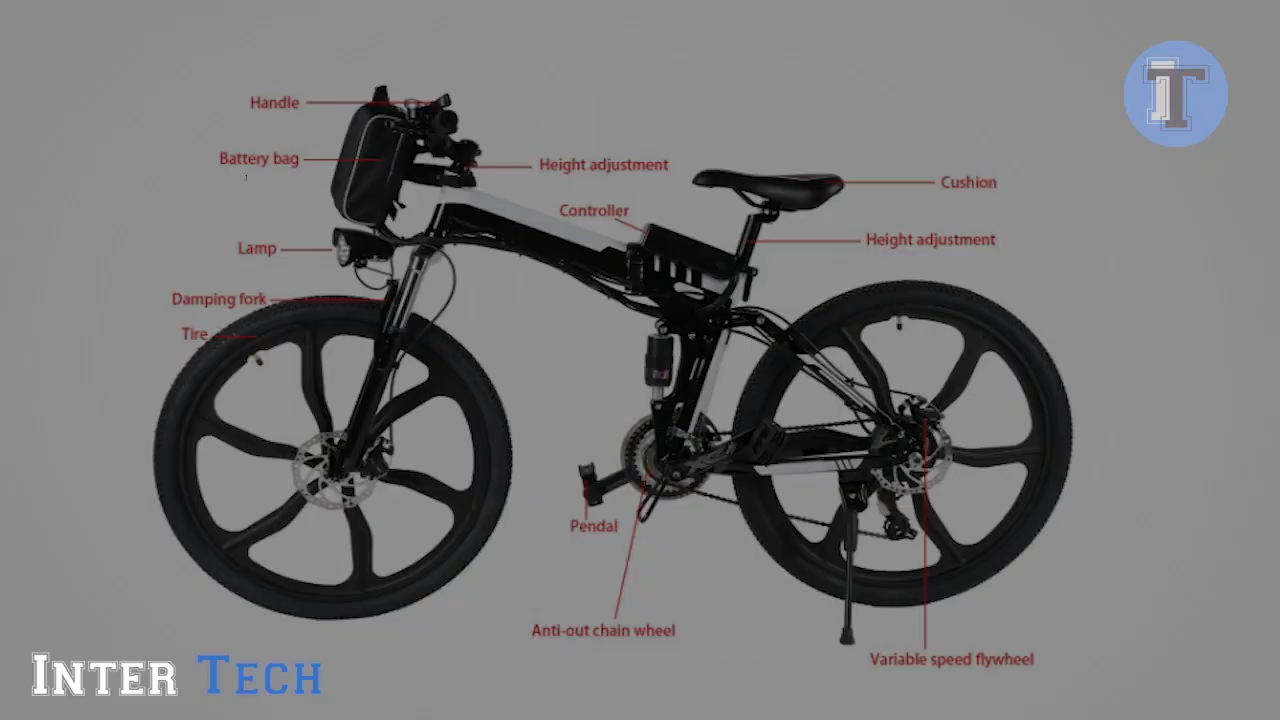 Handle
Battery bag
Height adjustment
Cushion
Controller
Height adjustment
Lamp
Damping fork
Tire
Pendal
Anti-out chain wheel
Variable speed flywheel
IT
INTER TECH